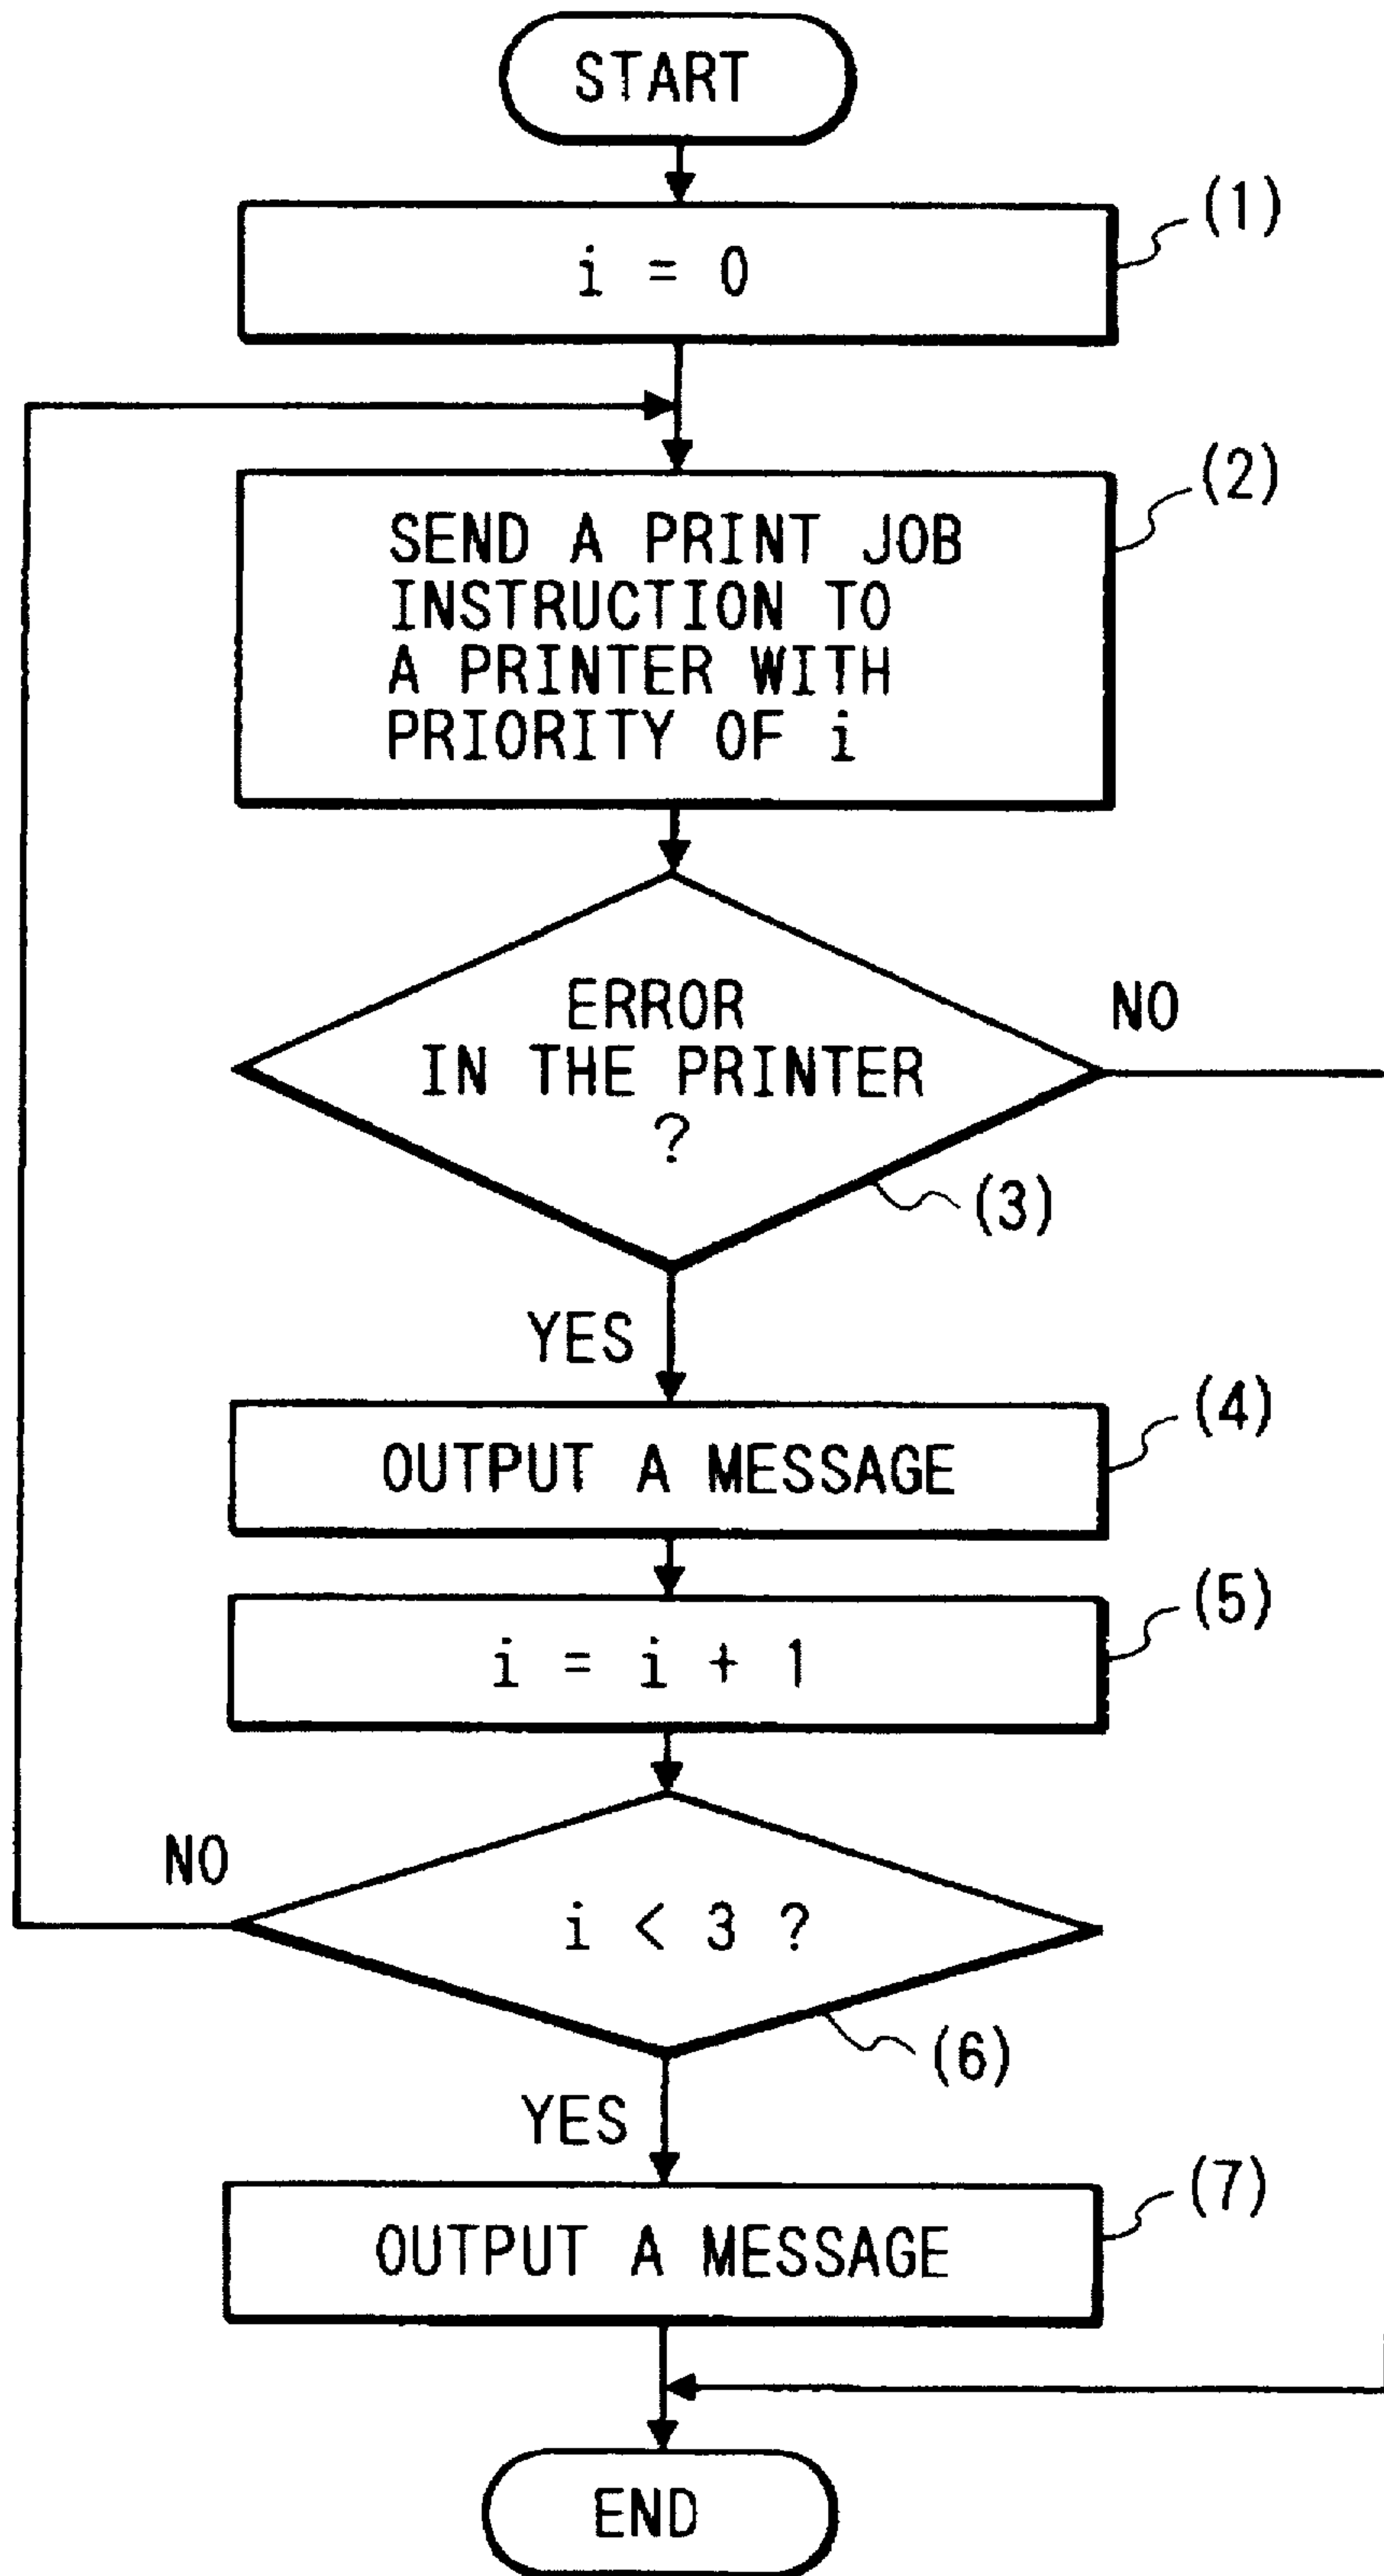 START
(1)
i = 0
(2)
SEND A PRINT JOB
INSTRUCTION TO
A PRINTER WITH
PRIORITY OF i
ERROR
IN THE PRINTER
?
NO
(3)
YES
(4)
OUTPUT A MESSAGE
(5)
i = i + 1
NO
i < 3 ?
(6)
YES
(7)
OUTPUT A MESSAGE
END